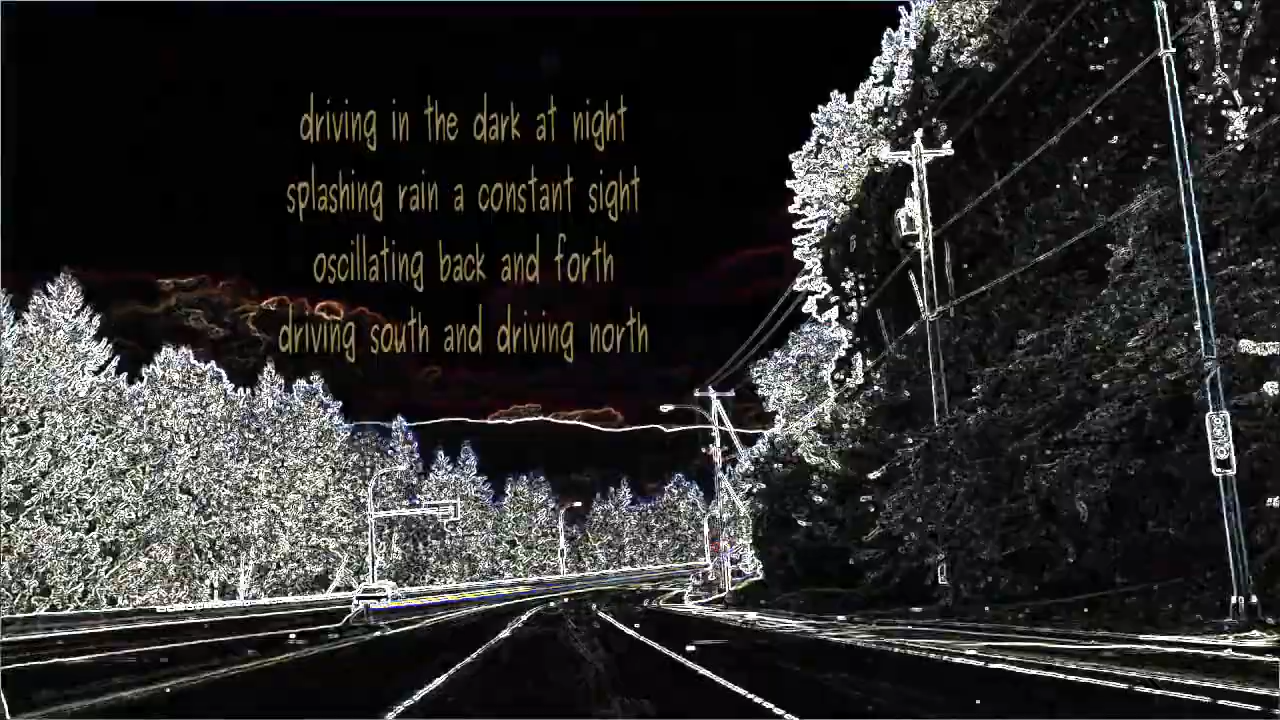 driving in the dark at night
splashing rain a constant sight
oscillating back and forth
driving south and driving north